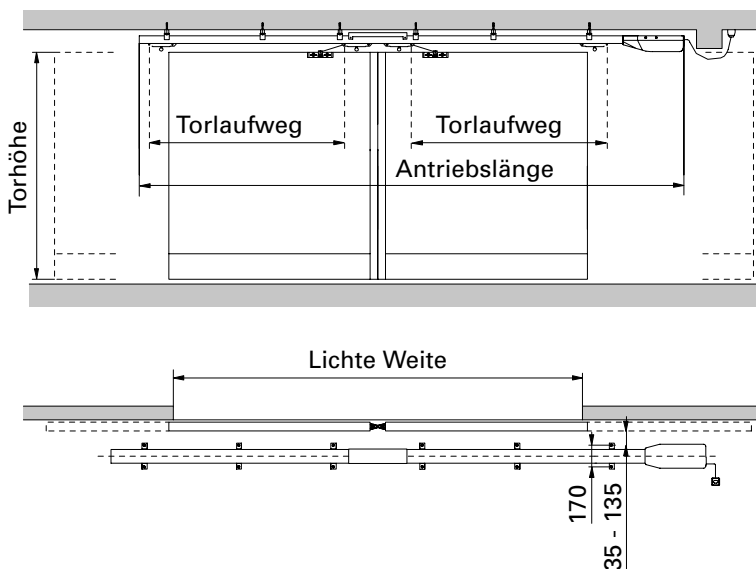 Torlaufweg Torlaufweg
Torhöhe
Antriebslänge
Lichte Weite
170
35 - 135